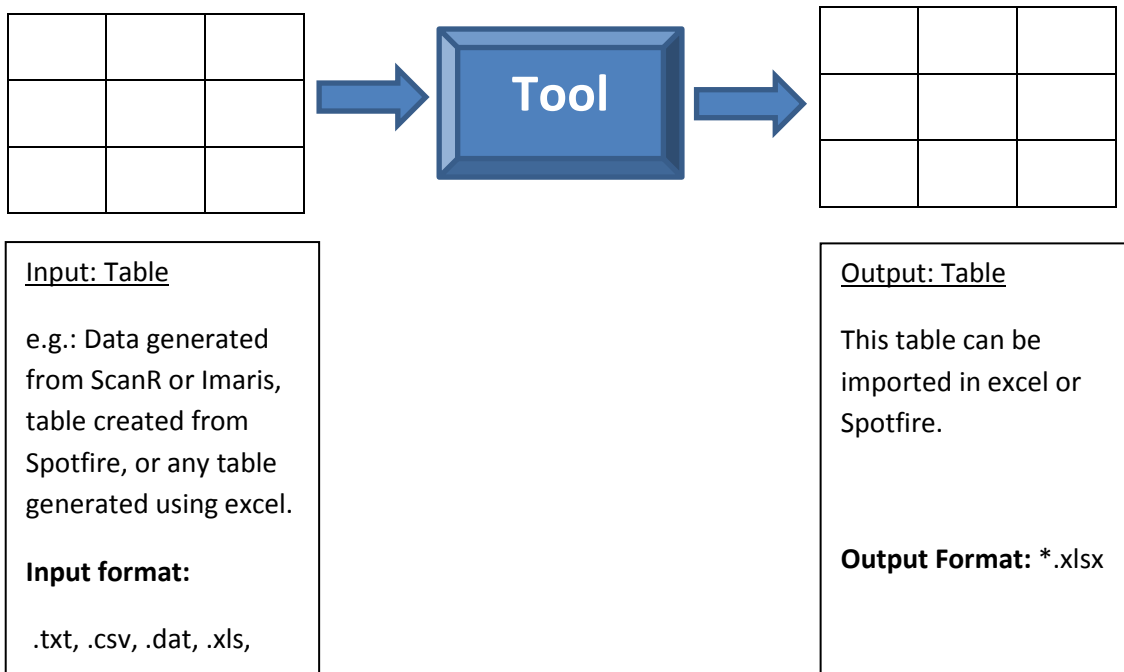 Tool
Input: Table
e.g.: Data generated
from ScanR or Imaris,
table created from
Spotfire, or any table
generated using excel.
Input format:
.txt, .csv, .dat, .xls,
Output: Table
This table can be
imported in excel or
Spotfire.
Output Format: *.xlsx